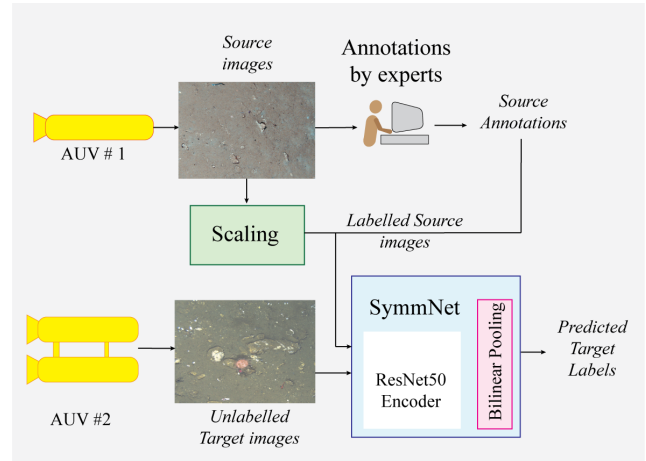 Source
images
Annotations
by experts
Source
Annotations
AUV # 1
Scaling
Labelled Source
images
SymmNet
ResNet50
Encoder
Bilinear Pooling
Predicted
Target
Labels
AUV #2
Unlabelled
Target images